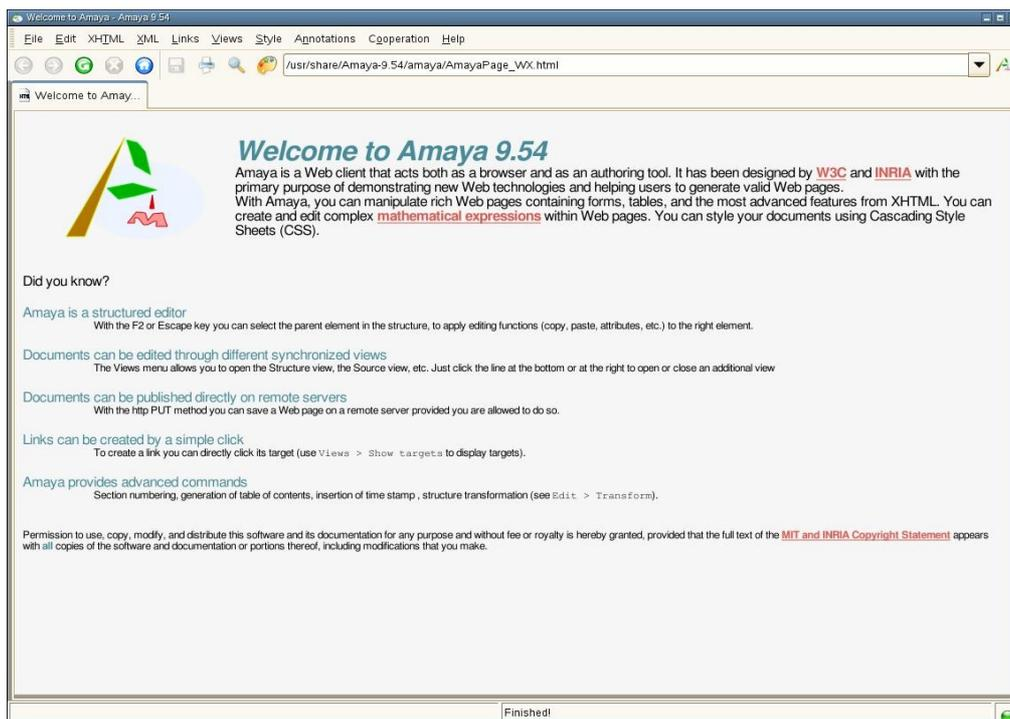 Welcome to Amaya - Amaya 9.54
File Edit XHTML XML Links Views Style Annotations Cooperation Help
/usr/share/Amaya-9.54/amaya/AmayaPage_WX.html
Welcome to Amay...
Welcome to Amaya 9.54
Amaya is a Web client that acts both as a browser and as an authoring tool. It has been designed by W3C and INRIA with the
primary purpose of demonstrating new Web technologies and helping users to generate valid Web pages.
With Amaya, you can manipulate rich Web pages containing forms, tables, and the most advanced features from XHTML. You can
create and edit complex mathematical expressions within Web pages. You can style your documents using Cascading Style
Sheets (CSS).
Did you know?
Amaya is a structured editor
With the F2 or Escape key you can select the parent element in the structure, to apply editing functions (copy, paste, attributes, etc.) to the right element.
Documents can be edited through different synchronized views
The Views menu allows you to open the Structure view, the Source view, etc. Just click the line at the bottom or at the right to open or close an additional view
Documents can be published directly on remote servers
With the http PUT method you can save a Web page on a remote server provided you are allowed to do so.
Links can be created by a simple click
To create a link you can directly click its target (use Views > Show targets to display targets).
Amaya provides advanced commands
Section numbering, generation of table of contents, insertion of time stamp , structure transformation (see Edit > Transform).
Permission to use, copy, modify, and distribute this software and its documentation for any purpose and without fee or royalty is hereby granted, provided that the full text of the MIT and INRIA Copyright Statement appears
with all copies of the software and documentation or portions thereof, including modifications that you make.
Finished!